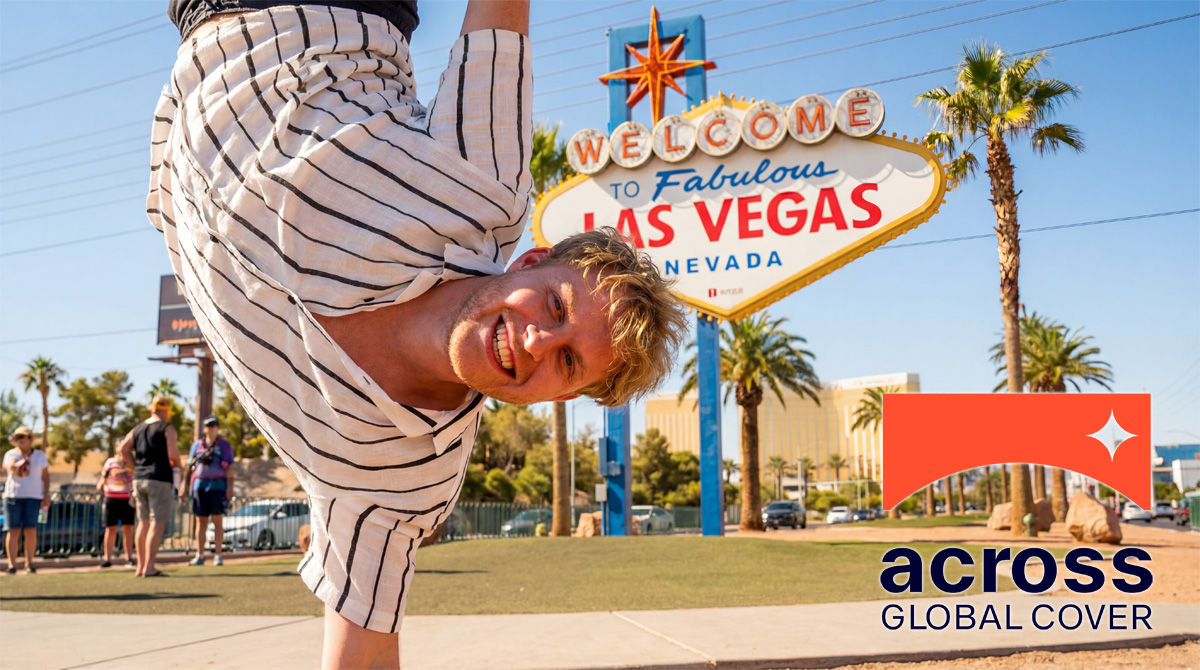 WELCOME
TO Fabulous
LAS VEGAS
NEVADA
across
GLOBAL COVER